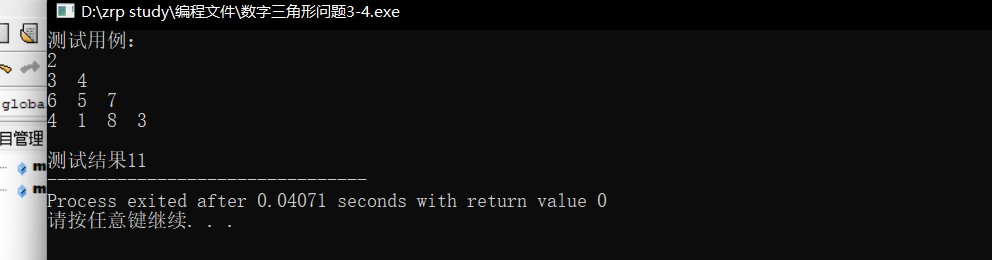 D:\zrp study\编程文件\数字三角形问题3-4.exe
测试用例：
2
3 4
6 5 7
4 1 8 3
测试结果11
--------------------------------
Process exited after 0.04071 seconds with return value 0
请按任意键继续. . .
globa
目管理
m
m